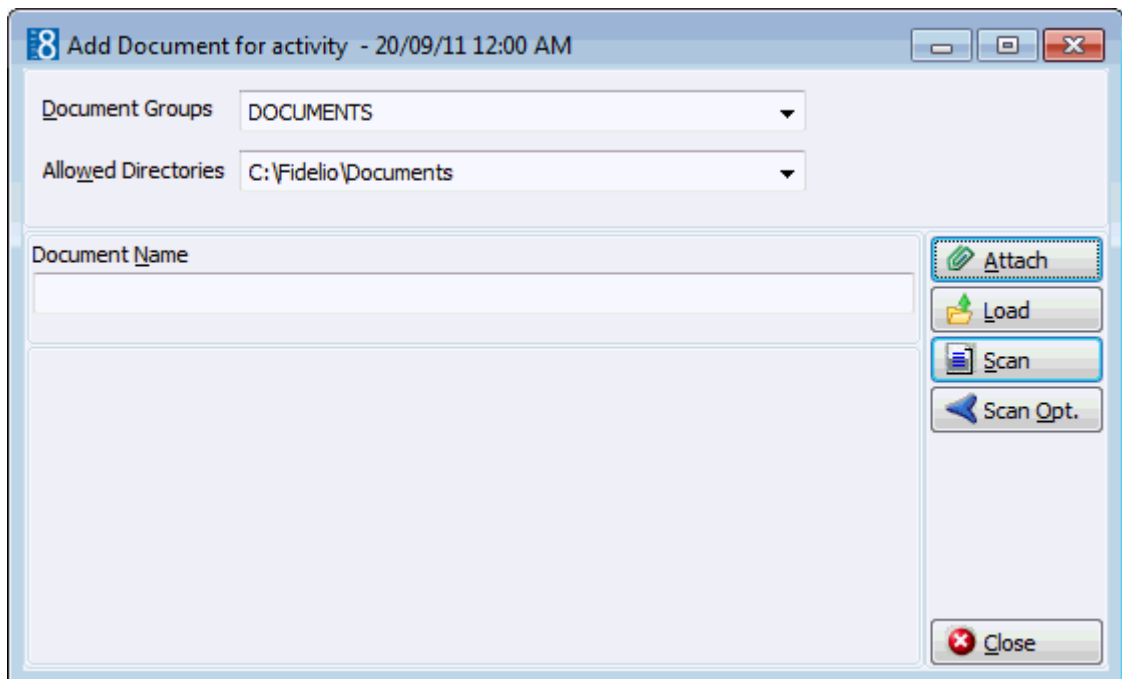 8 Add Document for activity - 20/09/11 12:00 AM
Document Groups DOCUMENTS
Allowed Directories C:\Fidelio\Documents
Document Name
Attach
Load
Scan
Scan Opt.
Close